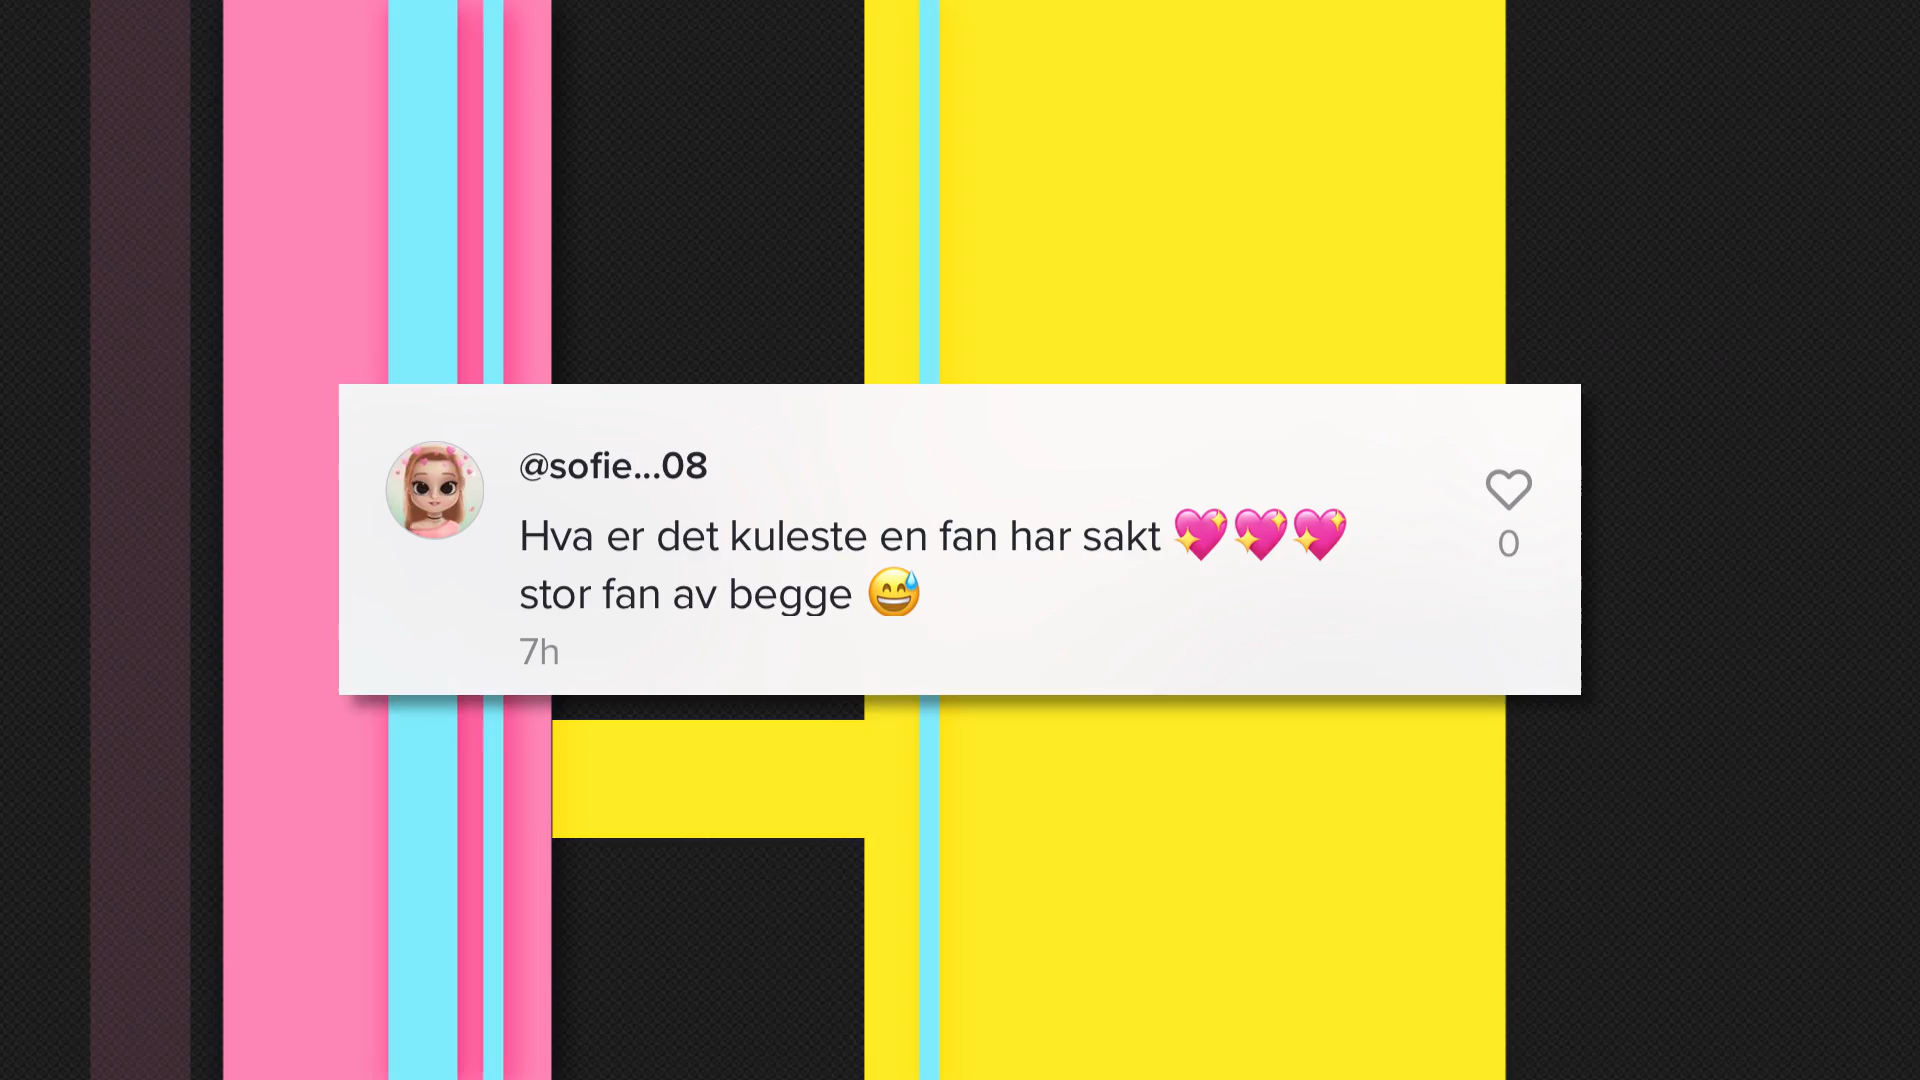 @sofie...08
Hva er det kuleste en fan har sakt 💖💖💖
stor fan av begge 😅
7h
0